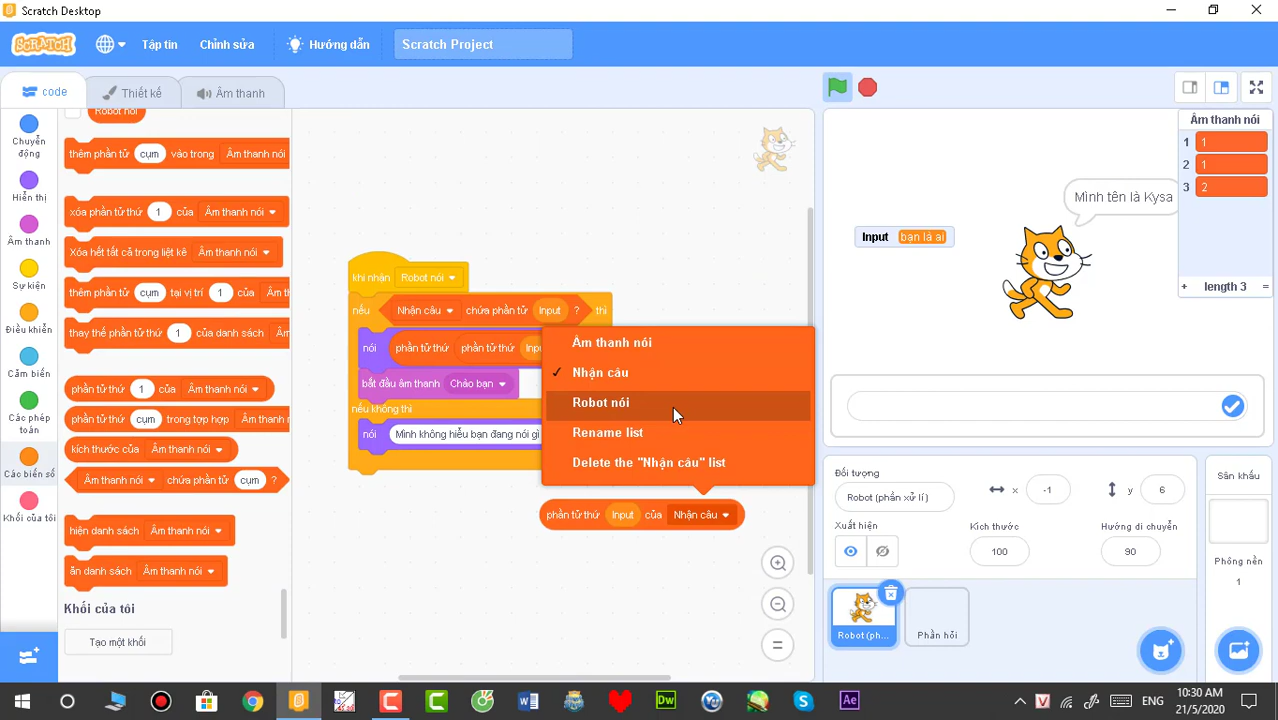 Scratch Desktop
SCRATCH
Tập tin
Chỉnh sửa
Hướng dẫn
Scratch Project
code
Thiết kế
Âm thanh
Chuyển động
Hiển thị
Âm thanh
Sự kiện
Điều khiển
Cảm biến
Các phép toán
Các biến số
Khối của tôi
Robot nói
thêm phần tử cụm vào trong Âm thanh nói
xóa phần tử thứ 1 của Âm thanh nói
Xóa hết tất cả trong liệt kê Âm thanh nói
thêm phần tử cụm tại vị trí 1 của Âm th
thay thế phần tử thứ 1 của danh sách Âm
phần tử thứ 1 của Âm thanh nói
phần tử thứ cụm trong tợp hợp Âm thanh
kích thước của Âm thanh nói
Âm thanh nói chứa phần tử cụm ?
hiện danh sách Âm thanh nói
ẩn danh sách Âm thanh nói
Khối của tôi
Tạo một khối
khi nhận Robot nói
nếu Nhận câu chứa phần tử Input ? thì
nói phần tử thứ phần tử thứ Inpu
bắt đầu âm thanh Chào bạn
nếu không thì
nói Mình không hiểu bạn đang nói gì
Âm thanh nói
✓ Nhận câu
Robot nói
Rename list
Delete the "Nhận câu" list
phần tử thứ Input của Nhận câu
Âm thanh nói
1 1
2 1
3 2
+ length 3 =
Input bạn là ai
Mình tên là Kysa
Đối tượng
Robot (phần xử lí)
x -1
y 6
Xuất hiện
Kích thước
100
Hướng di chuyển
90
Robot (ph...
Phần hồi
Sân khấu
Phông nền
1
10:30 AM
21/5/2020
ENG